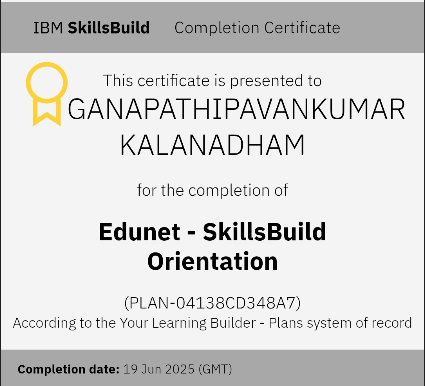 IBM SkillsBuild Completion Certificate
This certificate is presented to
GANAPATHIPAVANKUMAR
KALANADHAM
for the completion of
Edunet - SkillsBuild
Orientation
(PLAN-04138CD348A7)
According to the Your Learning Builder - Plans system of record
Completion date: 19 Jun 2025 (GMT)